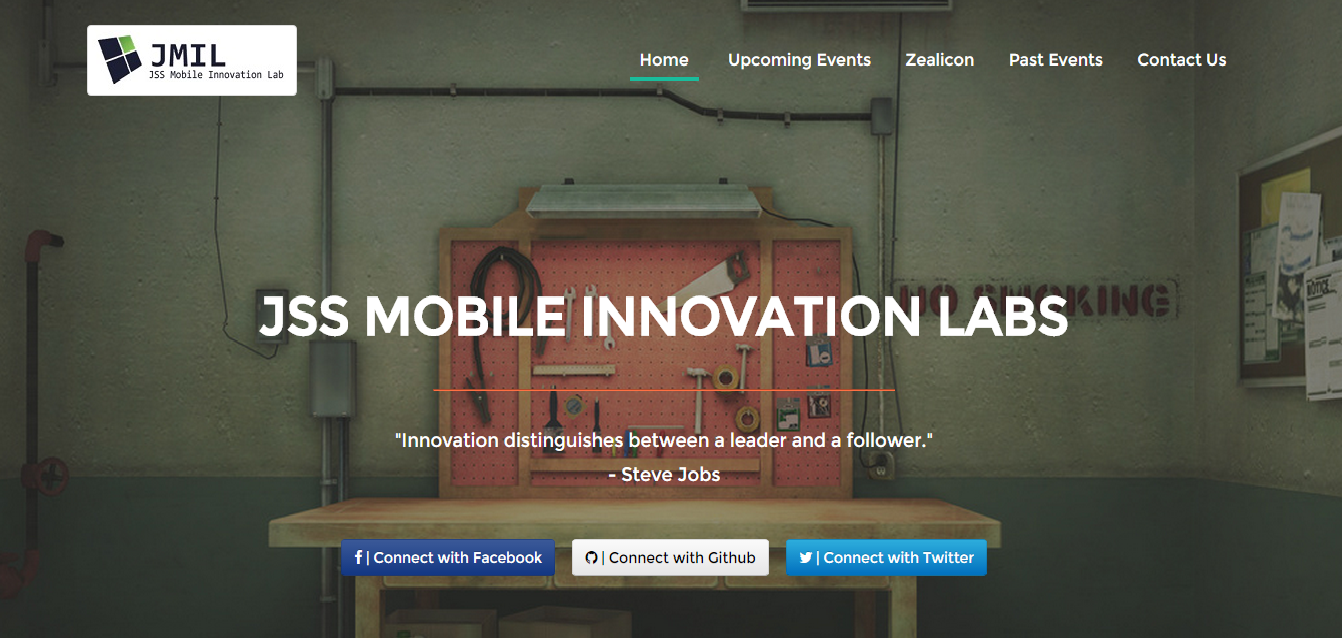 JMIL
JSS Mobile Innovation Lab
Home
Upcoming Events
Zealicon
Past Events
Contact Us
NO SMOKING
JSS MOBILE INNOVATION LABS
NOTICE
"Innovation distinguishes between a leader and a follower."
- Steve Jobs
f | Connect with Facebook
| Connect with Github
| Connect with Twitter